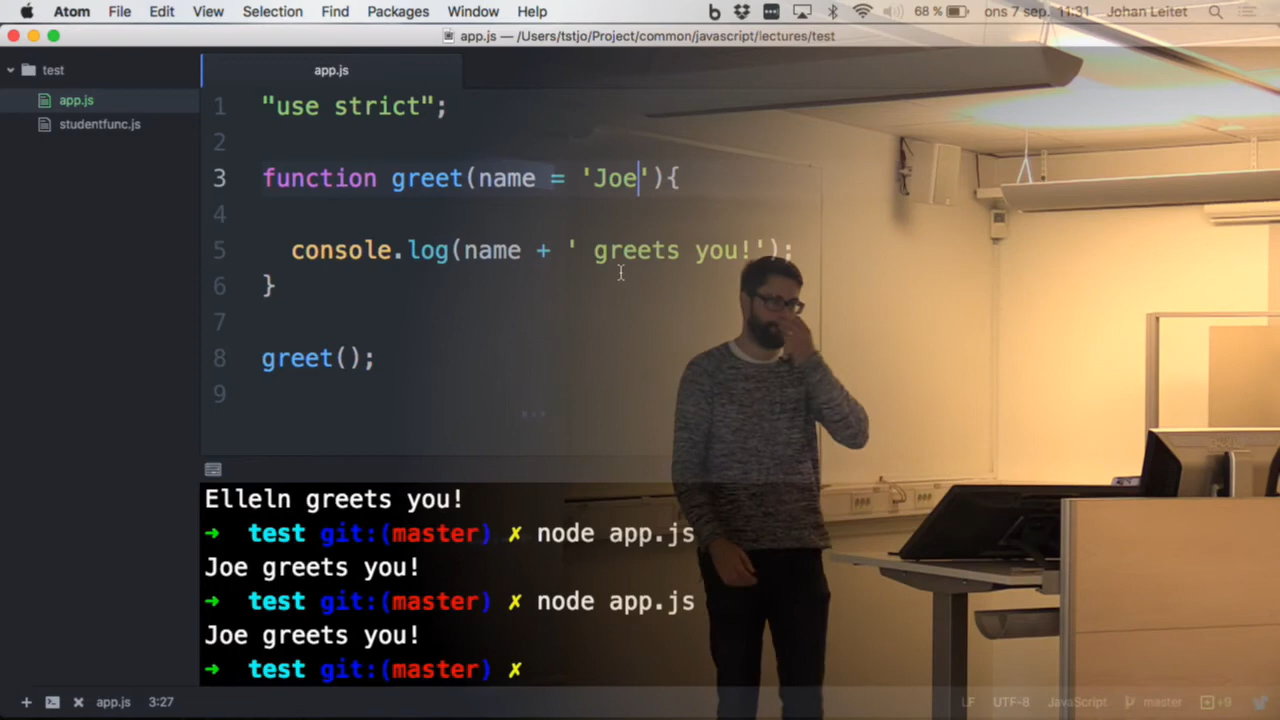 Atom File Edit View Selection Find Packages Window Help 68 % ons 7 sep. 11:31 Johan Leitet
app.js — /Users/tstjo/Project/common/javascript/lectures/test
test
app.js
studentfunc.js
app.js
1 "use strict";
2
3 function greet(name = 'Joe'){
4
5 console.log(name + ' greets you!');
6 }
7
8 greet();
9
Elleln greets you!
➜ test git:(master) ✗ node app.js
Joe greets you!
➜ test git:(master) ✗ node app.js
Joe greets you!
➜ test git:(master) ✗
app.js 3:27 LF UTF-8 JavaScript master +9